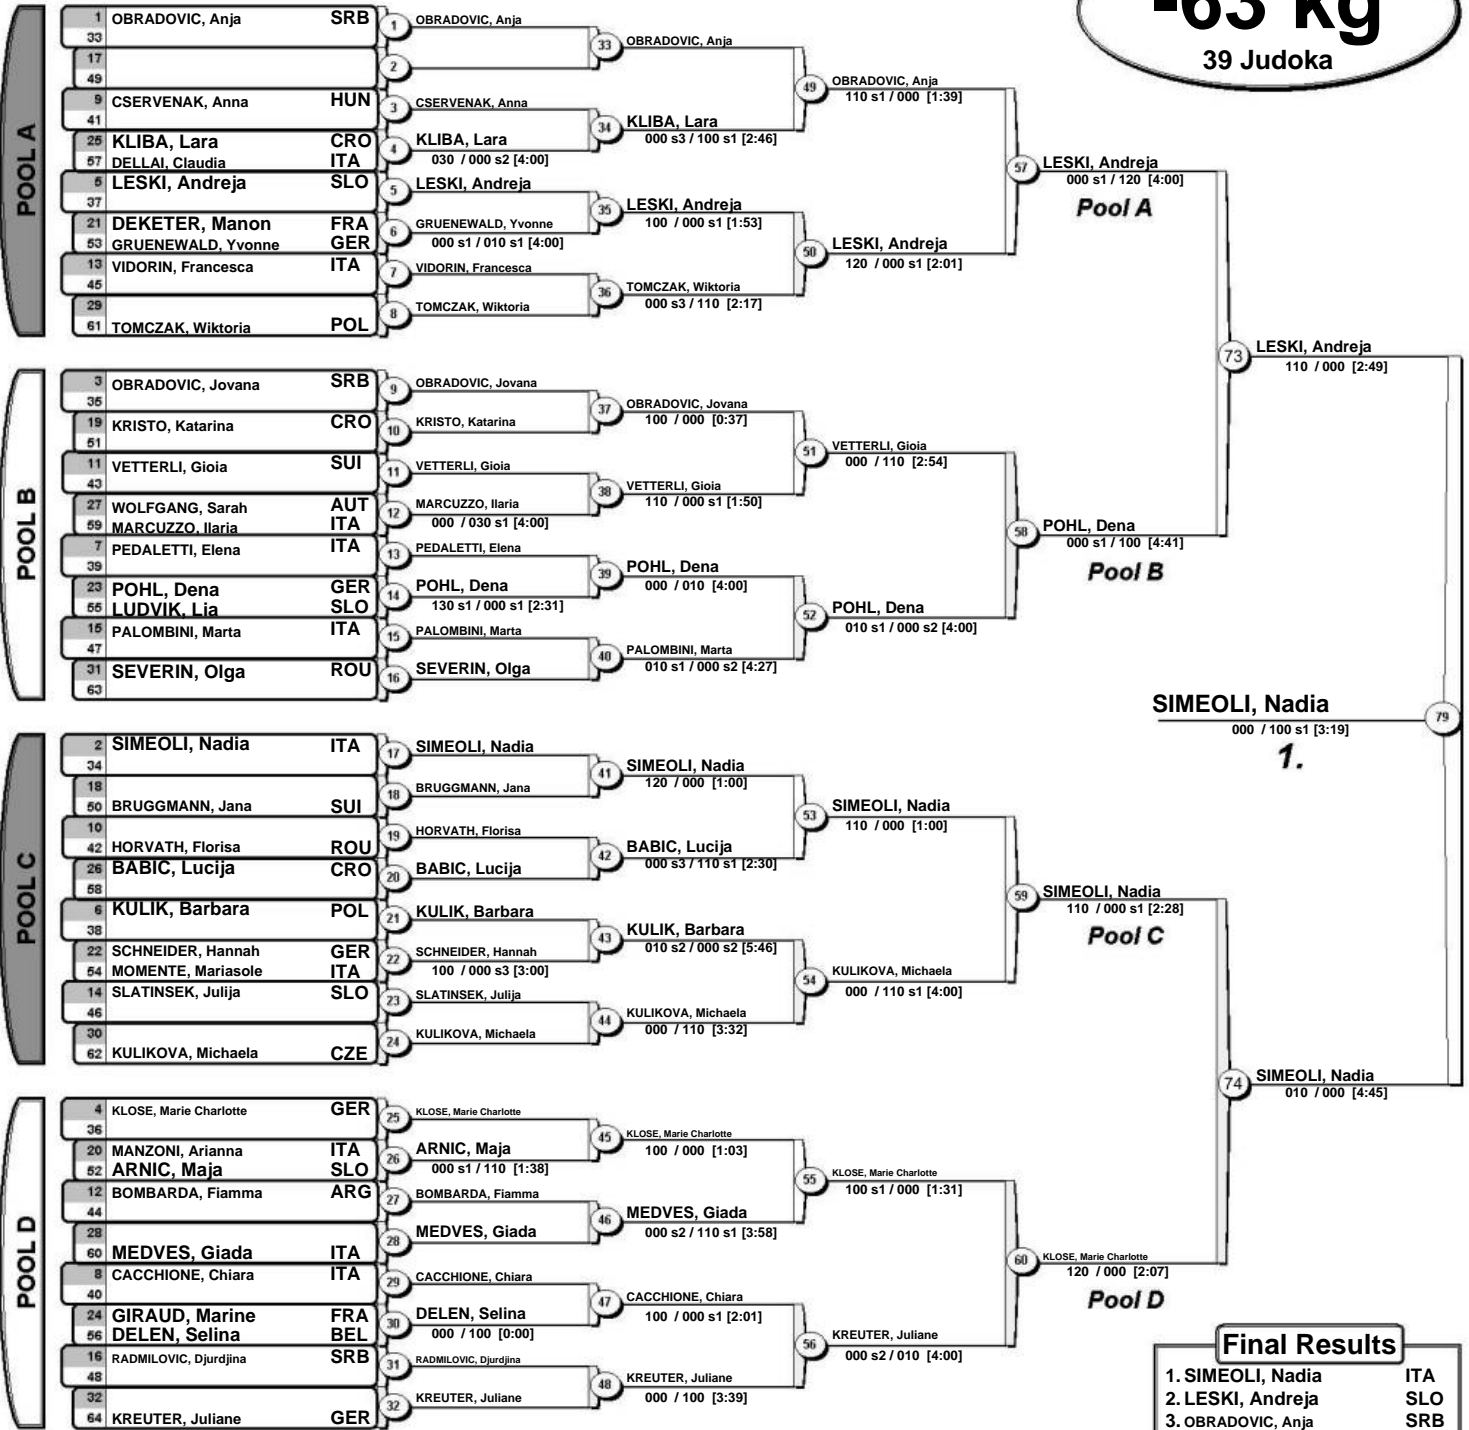 -63 kg
39 Judoka
POOL A
1 OBRADOVIC, Anja SRB
33
17
49
9 CSERVENAK, Anna HUN
41
25 KLIBA, Lara CRO
57 DELLAI, Claudia ITA
5 LESKI, Andreja SLO
37
21 DEKETER, Manon FRA
53 GRUENEWALD, Yvonne GER
13 VIDORIN, Francesca ITA
45
29
61 TOMCZAK, Wiktoria POL
1 OBRADOVIC, Anja
2
3 CSERVENAK, Anna
4 KLIBA, Lara
030 / 000 s2 [4:00]
5 LESKI, Andreja
6 GRUENEWALD, Yvonne
000 s1 / 010 s1 [4:00]
7 VIDORIN, Francesca
8 TOMCZAK, Wiktoria
33 OBRADOVIC, Anja
34 KLIBA, Lara
000 s3 / 100 s1 [2:46]
35 LESKI, Andreja
100 / 000 s1 [1:53]
36 TOMCZAK, Wiktoria
000 s3 / 110 [2:17]
49 OBRADOVIC, Anja
110 s1 / 000 [1:39]
50 LESKI, Andreja
120 / 000 s1 [2:01]
57 LESKI, Andreja
000 s1 / 120 [4:00]
Pool A
POOL B
3 OBRADOVIC, Jovana SRB
35
19 KRISTO, Katarina CRO
51
11 VETTERLI, Gioia SUI
43
27 WOLFGANG, Sarah AUT
59 MARCUZZO, Ilaria ITA
7 PEDALETTI, Elena ITA
39
23 POHL, Dena GER
55 LUDVIK, Lia SLO
15 PALOMBINI, Marta ITA
47
31 SEVERIN, Olga ROU
63
9 OBRADOVIC, Jovana
10 KRISTO, Katarina
11 VETTERLI, Gioia
12 MARCUZZO, Ilaria
000 / 030 s1 [4:00]
13 PEDALETTI, Elena
14 POHL, Dena
130 s1 / 000 s1 [2:31]
15 PALOMBINI, Marta
16 SEVERIN, Olga
37 OBRADOVIC, Jovana
100 / 000 [0:37]
38 VETTERLI, Gioia
110 / 000 s1 [1:50]
39 POHL, Dena
000 / 010 [4:00]
40 PALOMBINI, Marta
010 s1 / 000 s2 [4:27]
51 VETTERLI, Gioia
000 / 110 [2:54]
52 POHL, Dena
010 s1 / 000 s2 [4:00]
58 POHL, Dena
000 s1 / 100 [4:41]
Pool B
73 LESKI, Andreja
110 / 000 [2:49]
POOL C
2 SIMEOLI, Nadia ITA
34
18
50 BRUGGMANN, Jana SUI
10
42 HORVATH, Florisa ROU
26 BABIC, Lucija CRO
58
6 KULIK, Barbara POL
38
22 SCHNEIDER, Hannah GER
54 MOMENTE, Mariasole ITA
14 SLATINSEK, Julija SLO
46
30
62 KULIKOVA, Michaela CZE
17 SIMEOLI, Nadia
18 BRUGGMANN, Jana
19 HORVATH, Florisa
20 BABIC, Lucija
21 KULIK, Barbara
22 SCHNEIDER, Hannah
100 / 000 s3 [3:00]
23 SLATINSEK, Julija
24 KULIKOVA, Michaela
41 SIMEOLI, Nadia
120 / 000 [1:00]
42 BABIC, Lucija
000 s3 / 110 s1 [2:30]
43 KULIK, Barbara
010 s2 / 000 s2 [5:46]
44 KULIKOVA, Michaela
000 / 110 [3:32]
53 SIMEOLI, Nadia
110 / 000 [1:00]
54 KULIKOVA, Michaela
000 / 110 s1 [4:00]
59 SIMEOLI, Nadia
110 / 000 s1 [2:28]
Pool C
SIMEOLI, Nadia 79
000 / 100 s1 [3:19]
1.
POOL D
4 KLOSE, Marie Charlotte GER
36
20 MANZONI, Arianna ITA
52 ARNIC, Maja SLO
12 BOMBARDA, Fiamma ARG
44
28
60 MEDVES, Giada ITA
8 CACCHIONE, Chiara ITA
40
24 GIRAUD, Marine FRA
56 DELEN, Selina BEL
16 RADMILOVIC, Djurdjina SRB
48
32
64 KREUTER, Juliane GER
25 KLOSE, Marie Charlotte
26 ARNIC, Maja
000 s1 / 110 [1:38]
27 BOMBARDA, Fiamma
28 MEDVES, Giada
29 CACCHIONE, Chiara
30 DELEN, Selina
000 / 100 [0:00]
31 RADMILOVIC, Djurdjina
32 KREUTER, Juliane
45 KLOSE, Marie Charlotte
100 / 000 [1:03]
46 MEDVES, Giada
000 s2 / 110 s1 [3:58]
47 CACCHIONE, Chiara
100 / 000 s1 [2:01]
48 KREUTER, Juliane
000 / 100 [3:39]
55 KLOSE, Marie Charlotte
100 s1 / 000 [1:31]
56 KREUTER, Juliane
000 s2 / 010 [4:00]
60 KLOSE, Marie Charlotte
120 / 000 [2:07]
Pool D
74 SIMEOLI, Nadia
010 / 000 [4:45]
Final Results
1. SIMEOLI, Nadia ITA
2. LESKI, Andreja SLO
3. OBRADOVIC, Anja SRB